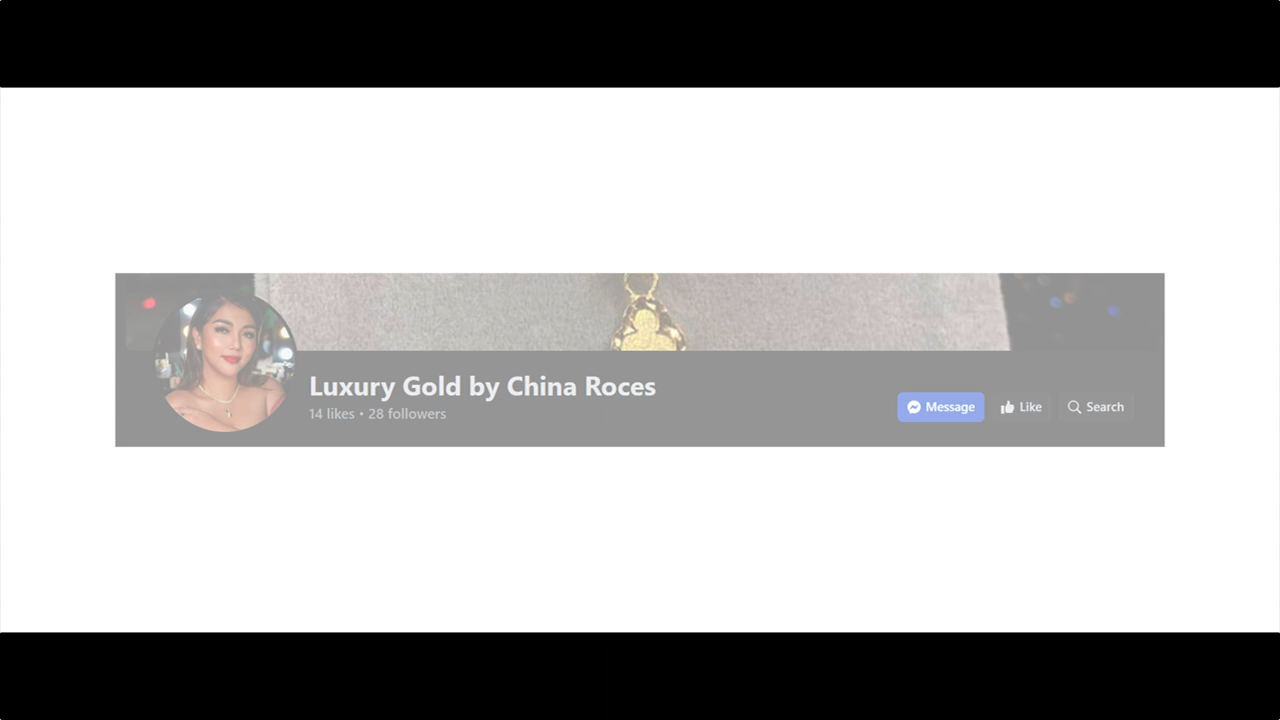 Luxury Gold by China Roces
14 likes • 28 followers
Message
Like
Search